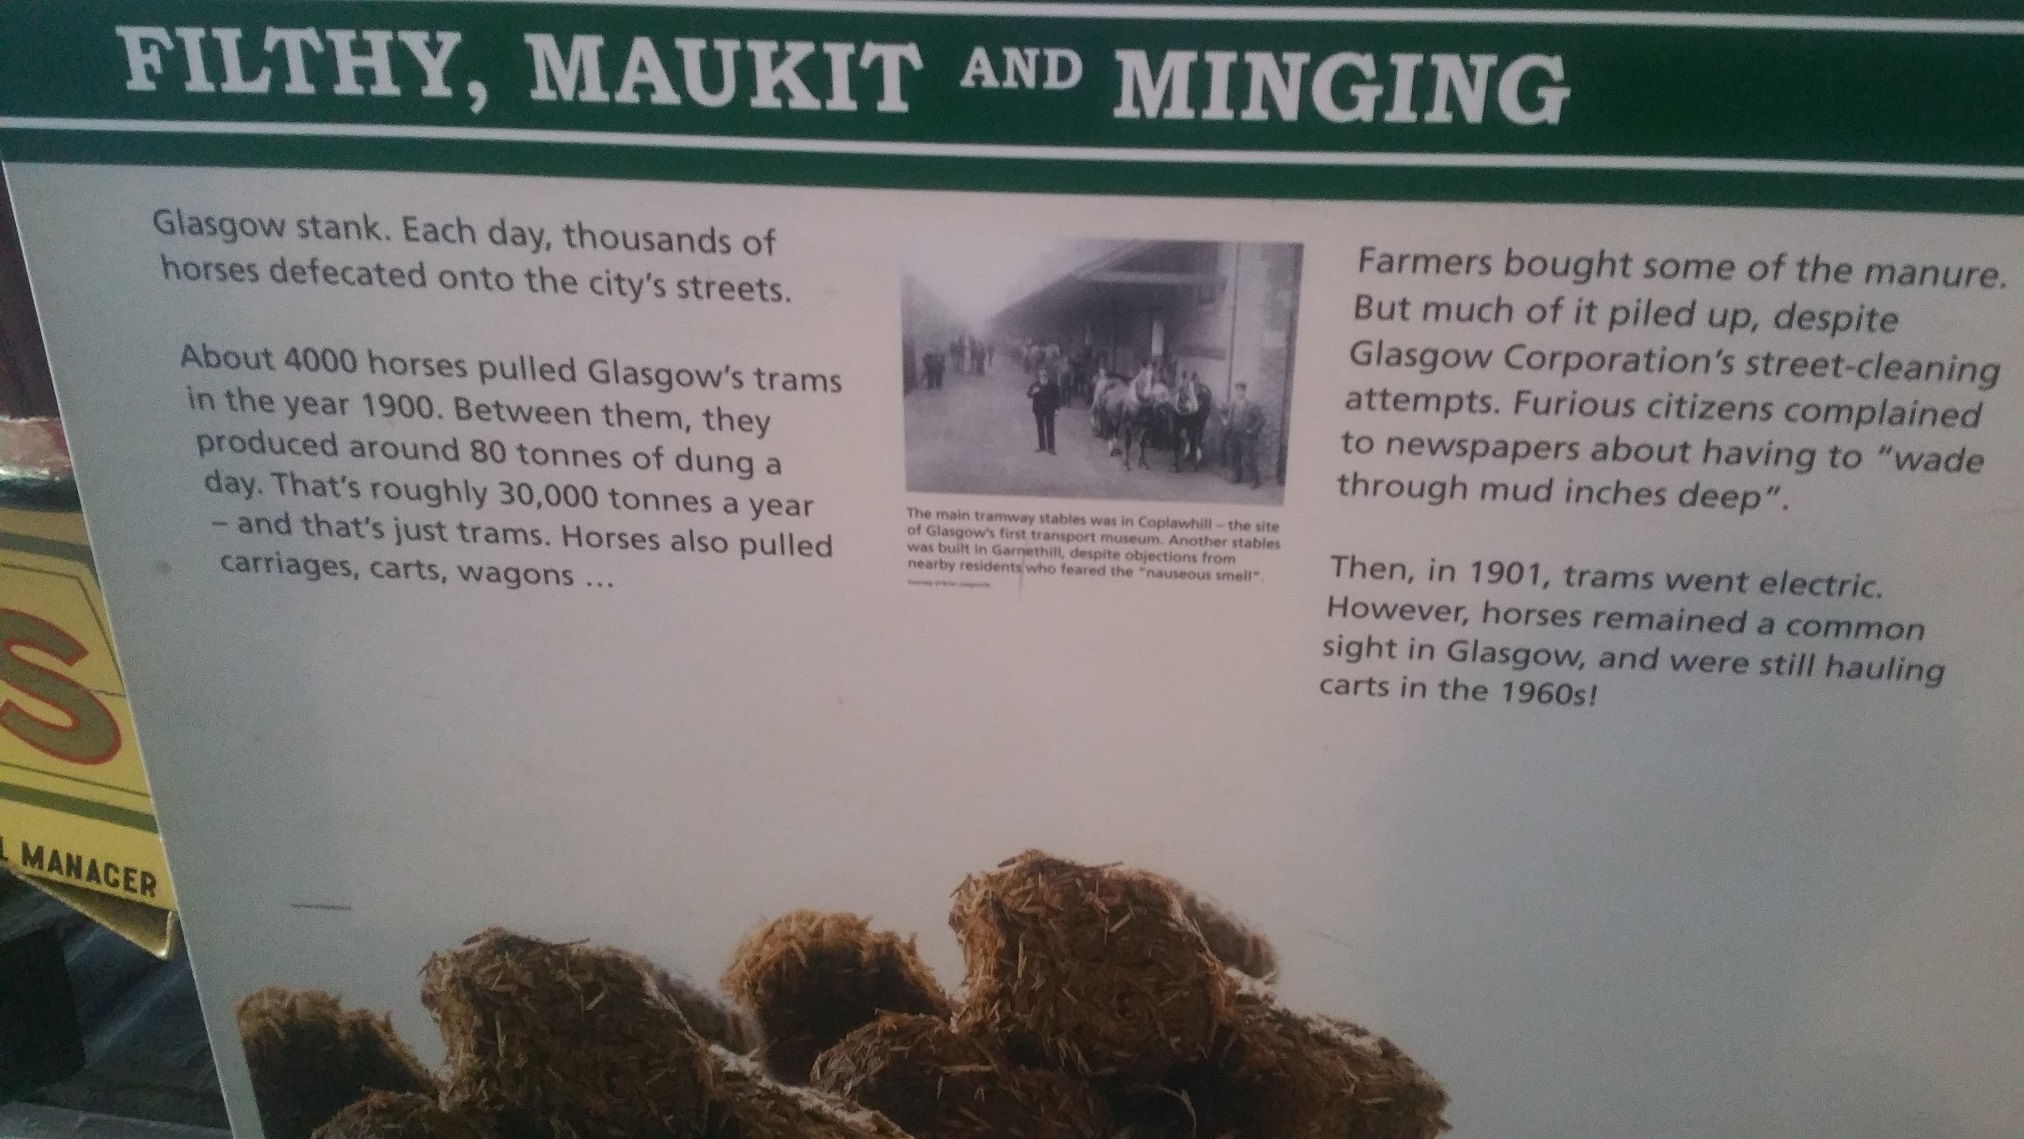 FILTHY, MAUKIT AND MINGING
Glasgow stank. Each day, thousands of
horses defecated onto the city's streets.
About 4000 horses pulled Glasgow's trams
in the year 1900. Between them, they
produced around 80 tonnes of dung a
day. That's roughly 30,000 tonnes a year
– and that's just trams. Horses also pulled
carriages, carts, wagons ...
The main tramway stables was in Coplawhill – the site
of Glasgow's first transport museum. Another stables
was built in Garnethill, despite objections from
nearby residents who feared the "nauseous smell".
Farmers bought some of the manure.
But much of it piled up, despite
Glasgow Corporation's street-cleaning
attempts. Furious citizens complained
to newspapers about having to "wade
through mud inches deep".
Then, in 1901, trams went electric.
However, horses remained a common
sight in Glasgow, and were still hauling
carts in the 1960s!
S
L MANAGER